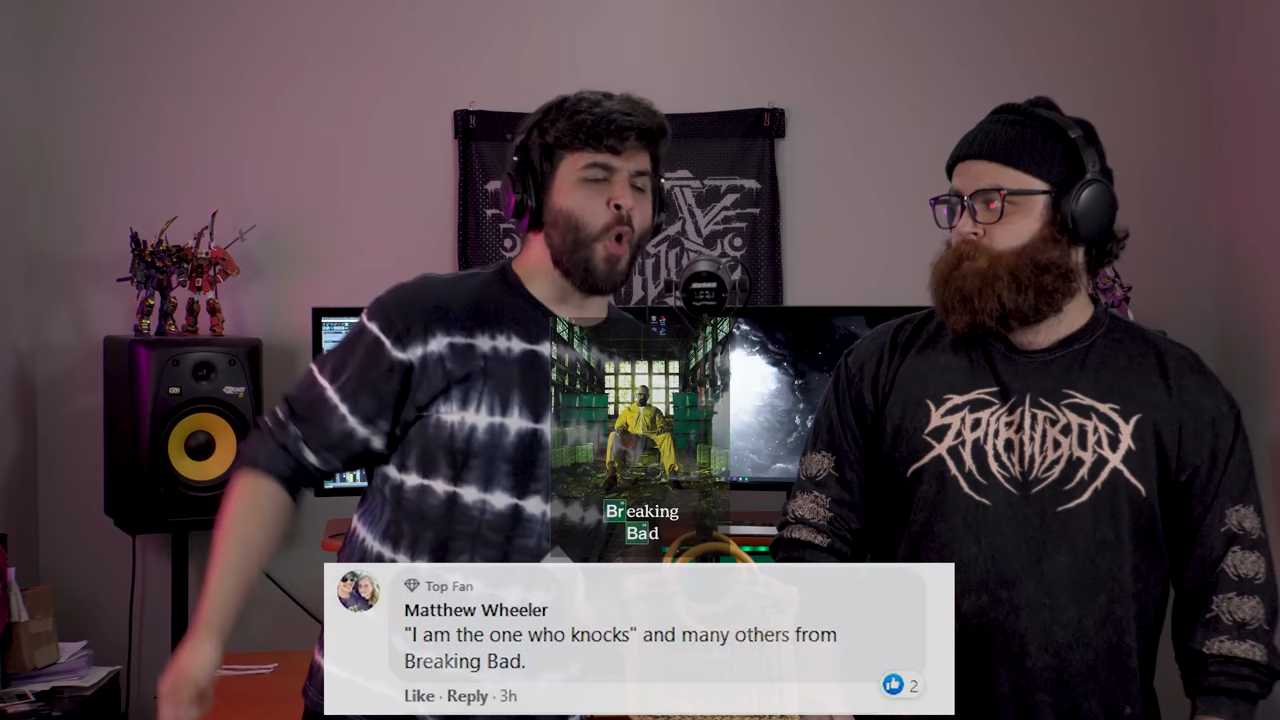 SPIRITBOX
Breaking
Bad
Top Fan
Matthew Wheeler
"I am the one who knocks" and many others from
Breaking Bad.
Like · Reply · 3h
2